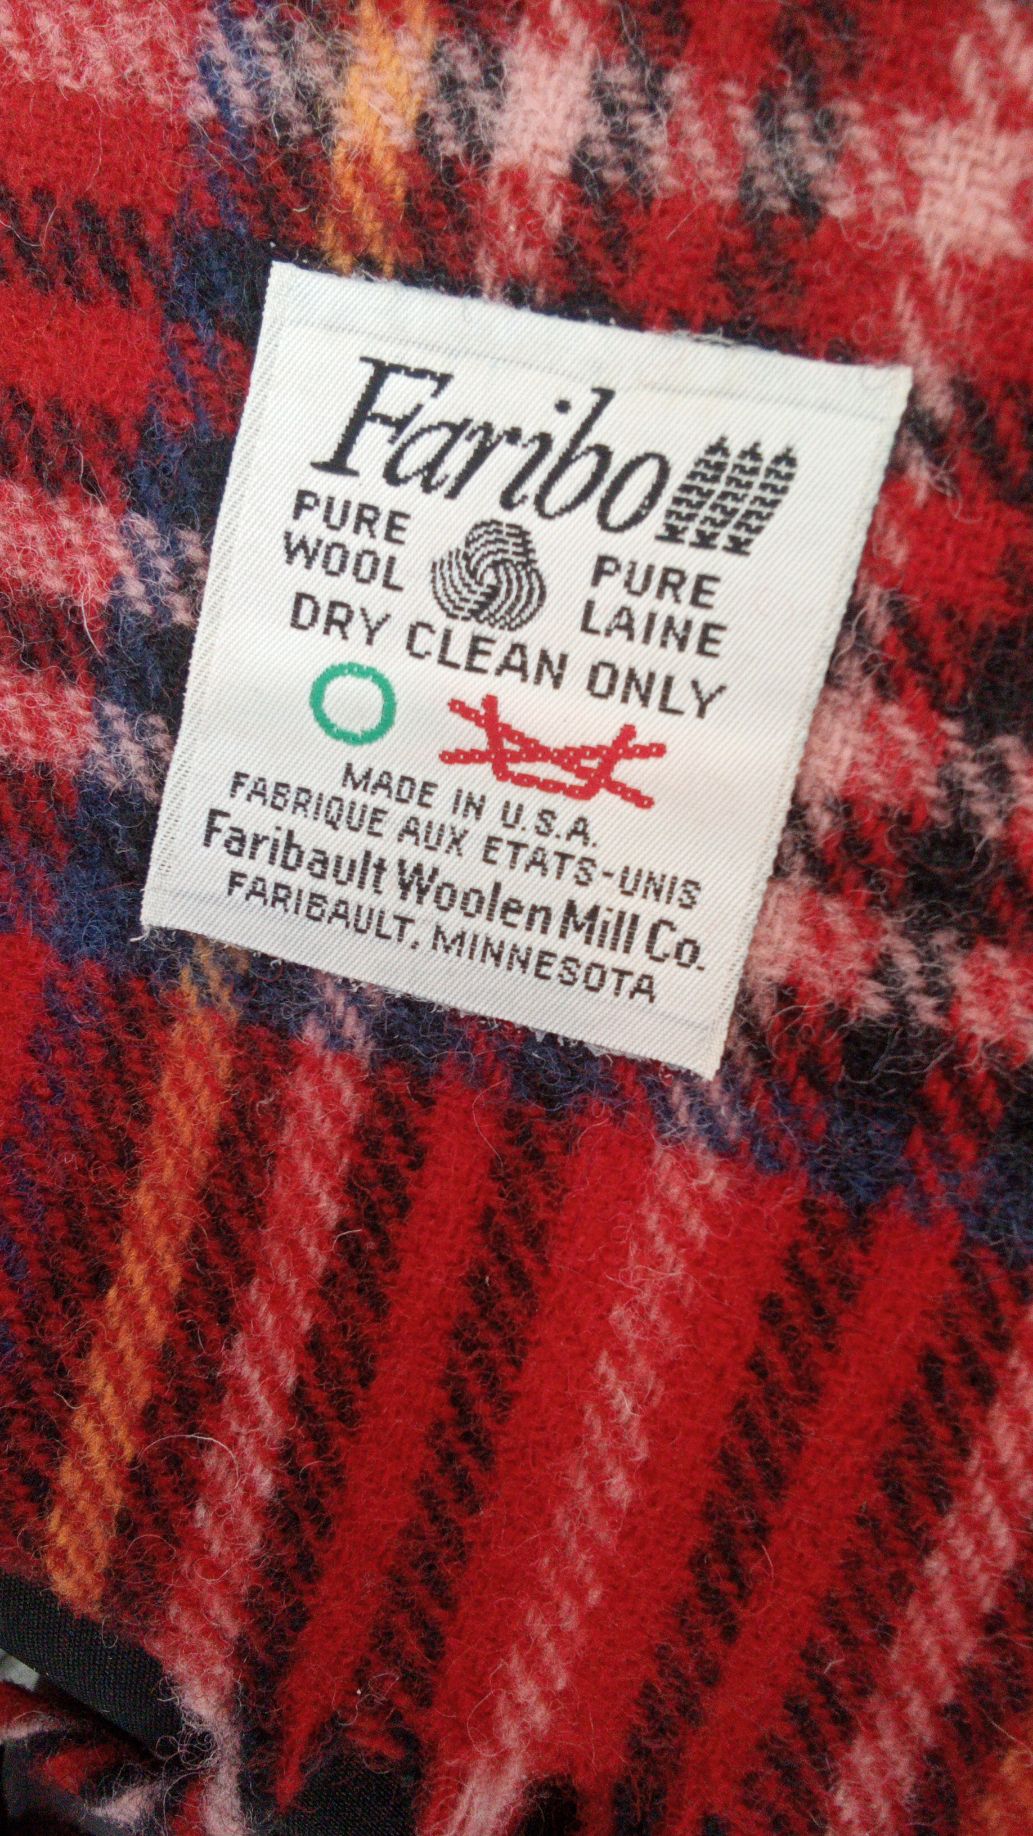 Faribo
PURE WOOL
PURE LAINE
DRY CLEAN ONLY
MADE IN U.S.A.
FABRIQUE AUX ETATS-UNIS
Faribault Woolen Mill Co.
FARIBAULT, MINNESOTA